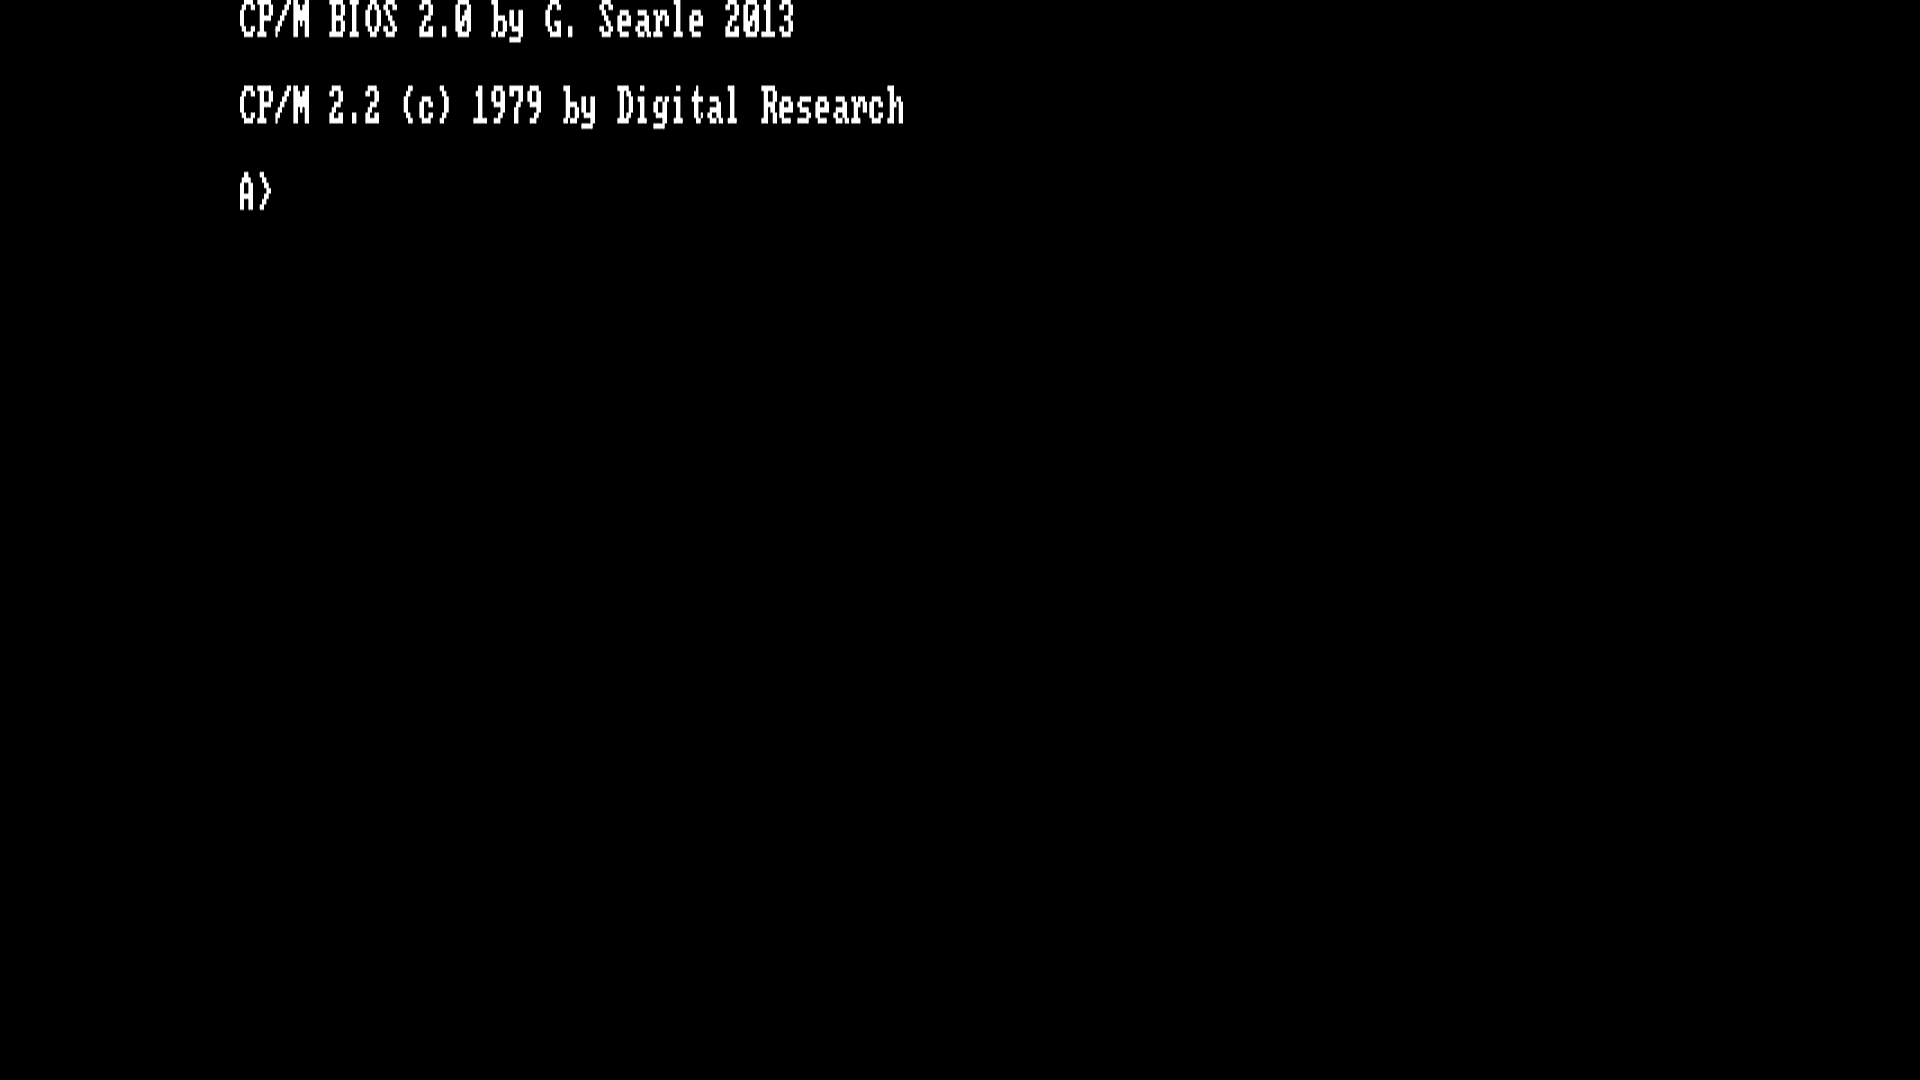 CP/M BIOS 2.0 by G. Searle 2013
CP/M 2.2 (c) 1979 by Digital Research
A>